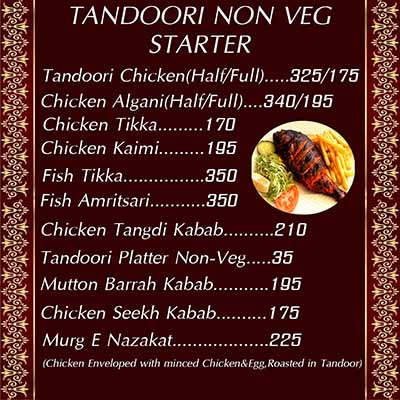 TANDOORI NON VEG
STARTER
Tandoori Chicken(Half/Full).....325/175
Chicken Algani(Half/Full)....340/195
Chicken Tikka.........170
Chicken Kaimi.........195
Fish Tikka................350
Fish Amritsari...........350
Chicken Tangdi Kabab..........210
Tandoori Platter Non-Veg.....35
Mutton Barrah Kabab...........195
Chicken Seekh Kabab..........175
Murg E Nazakat...................225
(Chicken Enveloped with minced Chicken&Egg,Roasted in Tandoor)